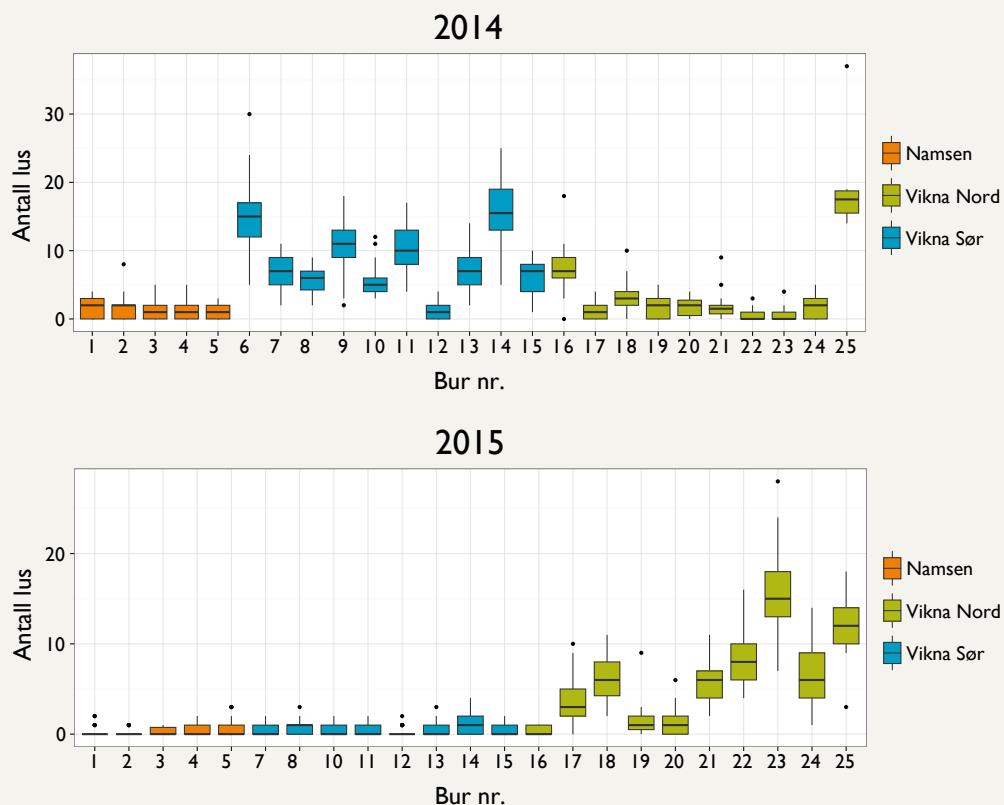 2014
Antall lus
30
20
10
0
1 2 3 4 5 6 7 8 9 10 11 12 13 14 15 16 17 18 19 20 21 22 23 24 25
Bur nr.
Namsen
Vikna Nord
Vikna Sør
2015
Antall lus
20
10
0
1 2 3 4 5 7 8 10 11 12 13 14 15 16 17 18 19 20 21 22 23 24 25
Bur nr.
Namsen
Vikna Nord
Vikna Sør